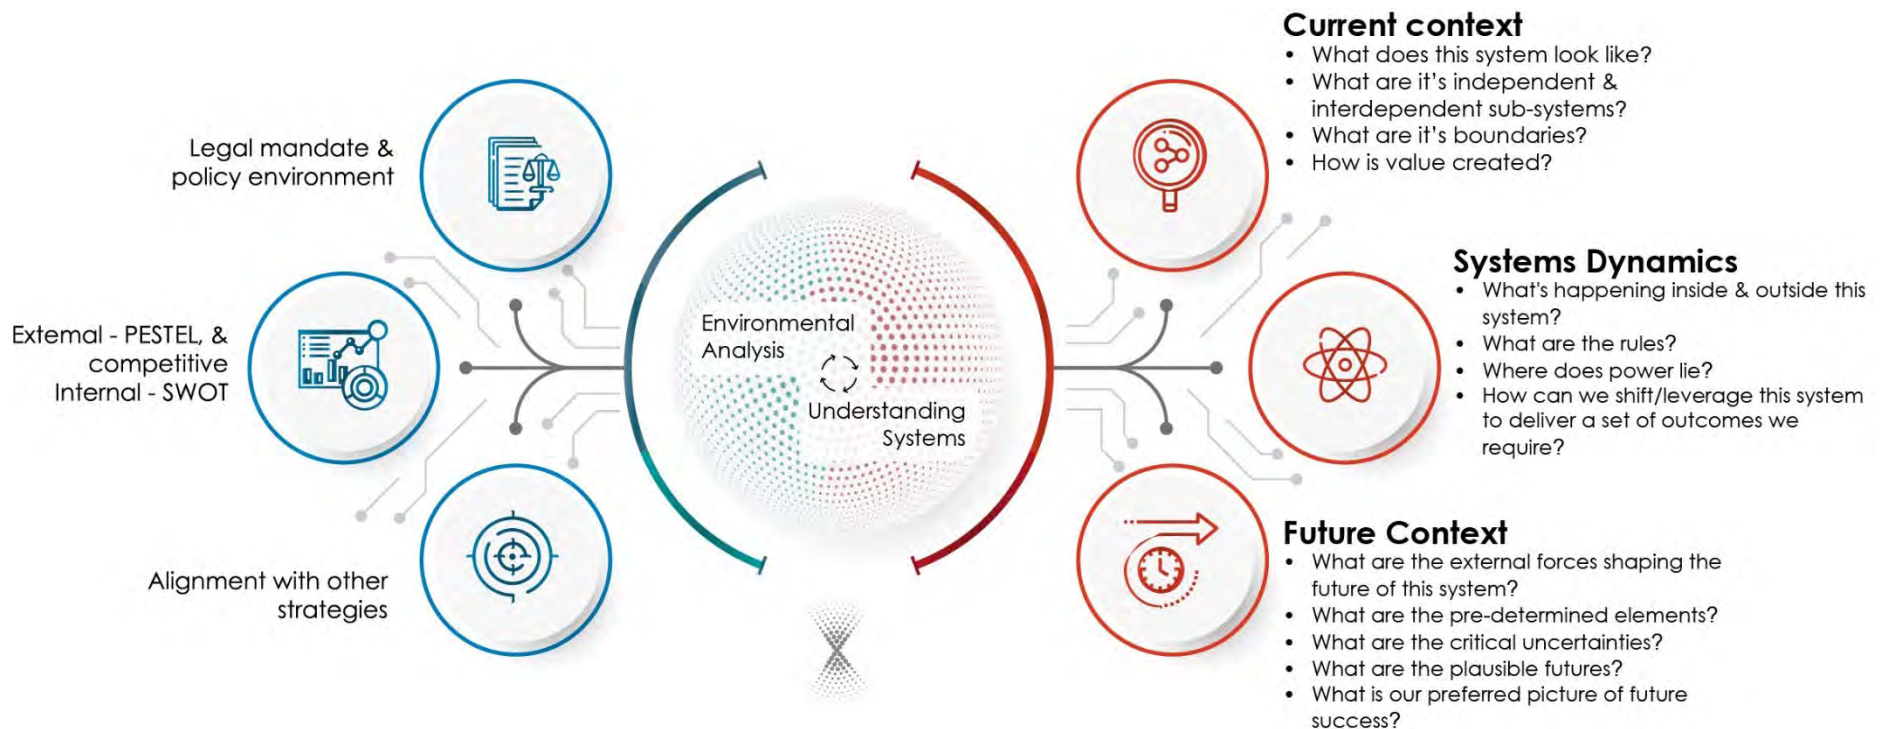 Legal mandate &
policy environment
External - PESTEL, &
competitive
Internal - SWOT
Alignment with other
strategies
Environmental
Analysis
Understanding
Systems
Current context
• What does this system look like?
• What are it's independent &
interdependent sub-systems?
• What are it's boundaries?
• How is value created?
Systems Dynamics
• What's happening inside & outside this
system?
• What are the rules?
• Where does power lie?
• How can we shift/leverage this system
to deliver a set of outcomes we
require?
Future Context
• What are the external forces shaping the
future of this system?
• What are the pre-determined elements?
• What are the critical uncertainties?
• What are the plausible futures?
• What is our preferred picture of future
success?